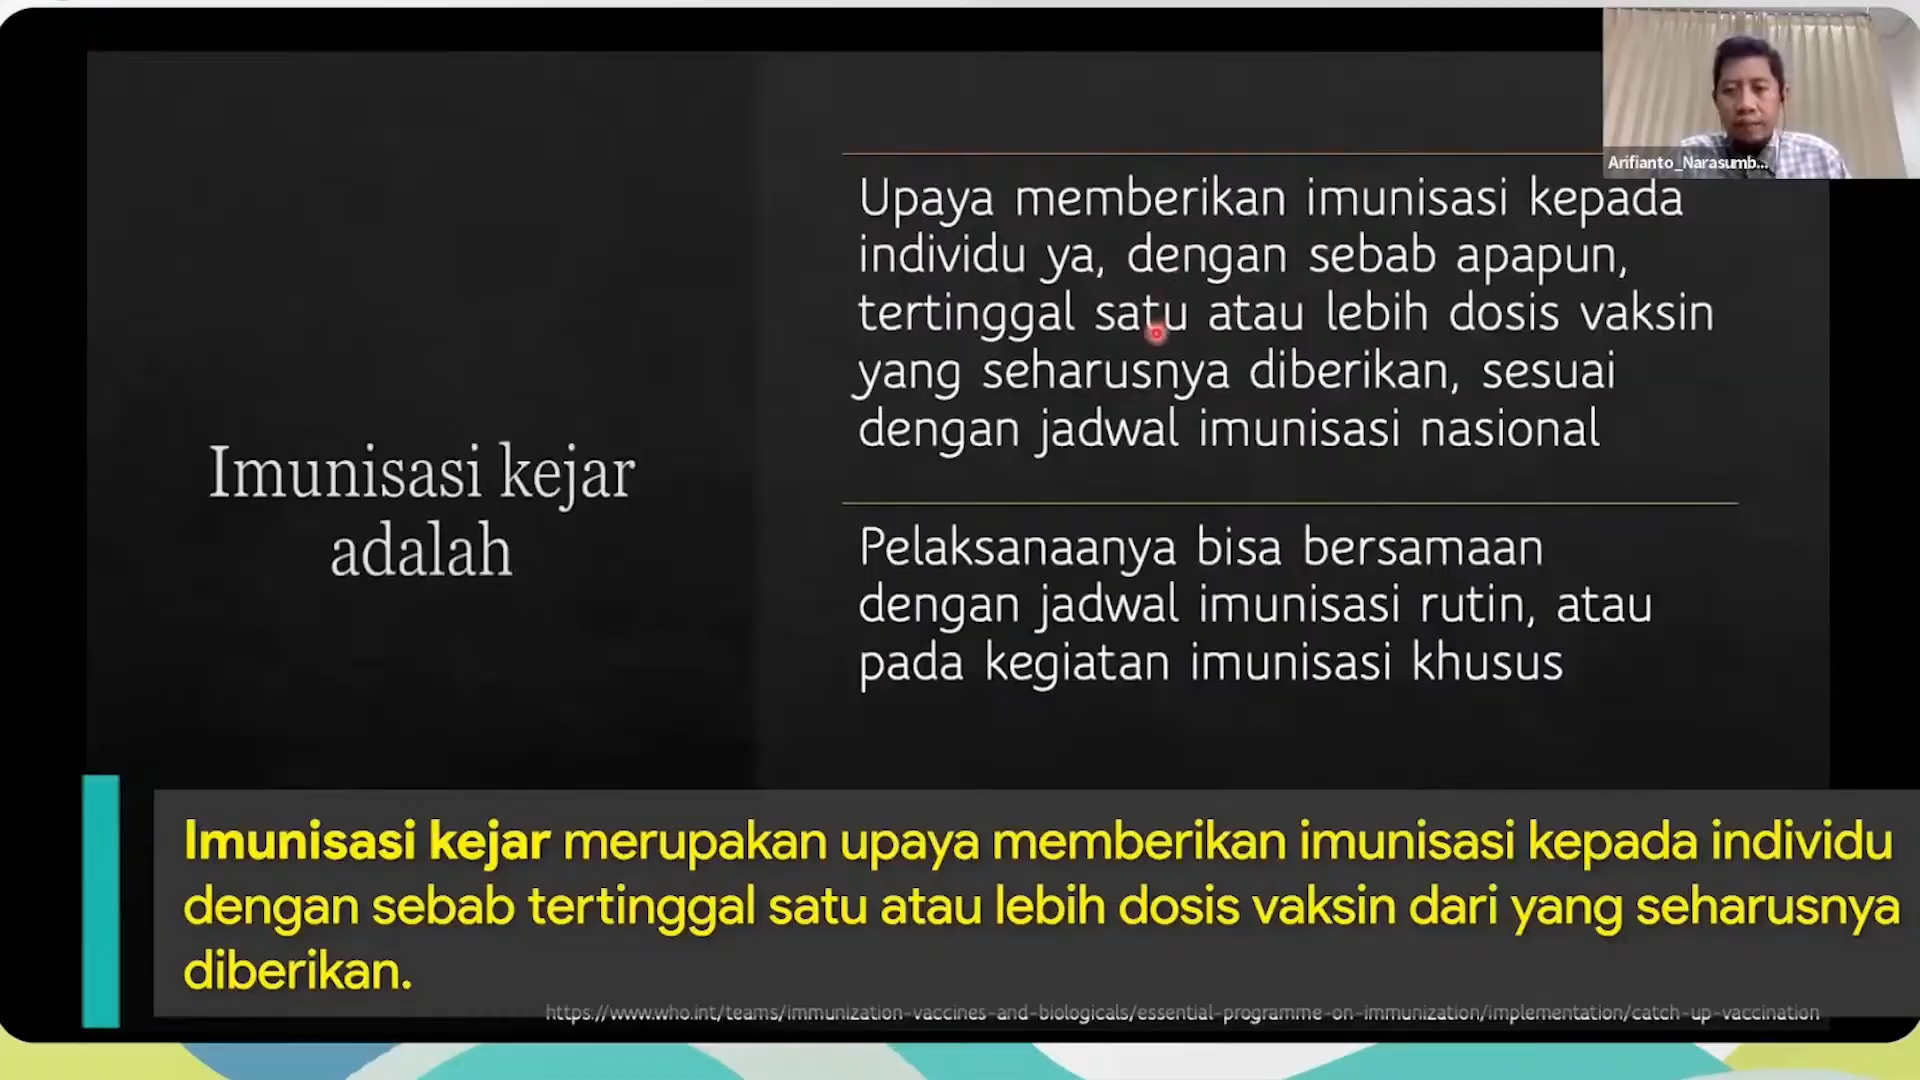 Arifianto_Narasumb...
Upaya memberikan imunisasi kepada
individu ya, dengan sebab apapun,
tertinggal satu atau lebih dosis vaksin
yang seharusnya diberikan, sesuai
dengan jadwal imunisasi nasional
Imunisasi kejar
adalah
Pelaksanaanya bisa bersamaan
dengan jadwal imunisasi rutin, atau
pada kegiatan imunisasi khusus
Imunisasi kejar merupakan upaya memberikan imunisasi kepada individu
dengan sebab tertinggal satu atau lebih dosis vaksin dari yang seharusnya
diberikan.
https://www.who.int/teams/immunization-vaccines-and-biologicals/essential-programme-on-immunization/implementation/catch-up-vaccination